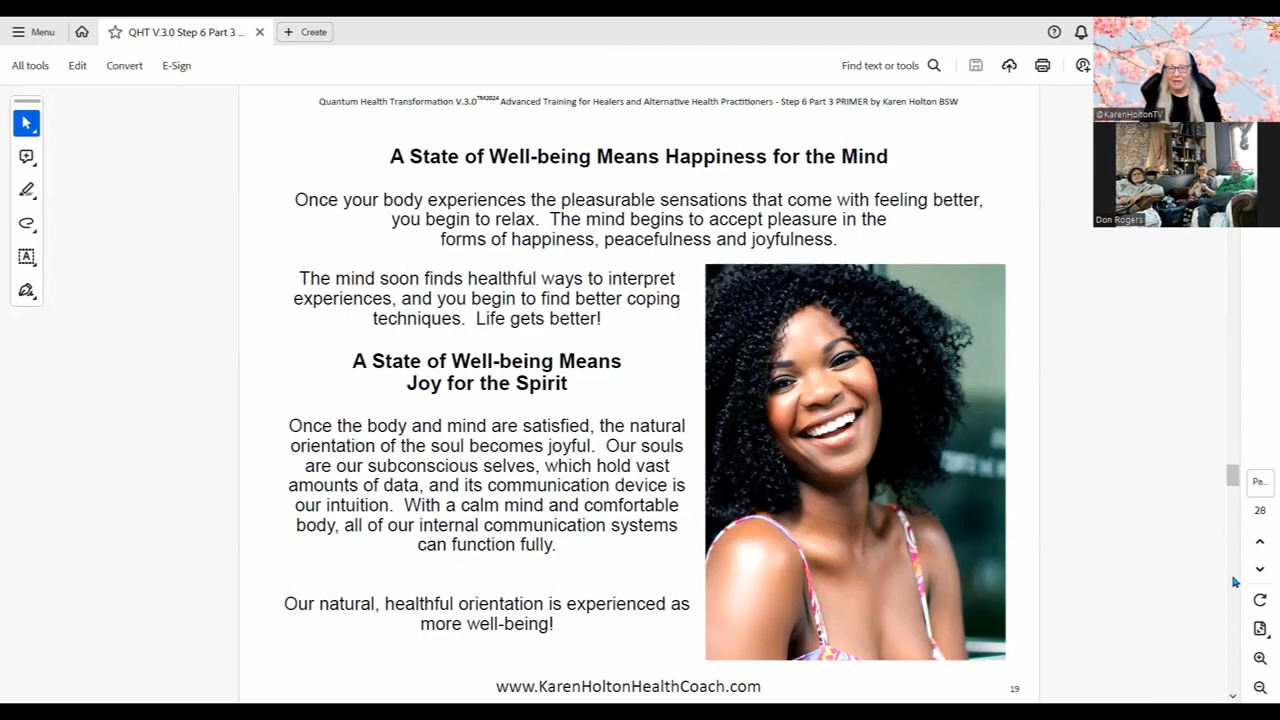 Menu
QHT V.3.0 Step 6 Part 3 ...
Create
All tools
Edit
Convert
E-Sign
Find text or tools
@KarenHoltonTV
Don Rogers
Quantum Health Transformation V.3.0™2024 Advanced Training for Healers and Alternative Health Practitioners - Step 6 Part 3 PRIMER by Karen Holton BSW
A State of Well-being Means Happiness for the Mind
Once your body experiences the pleasurable sensations that come with feeling better,
you begin to relax. The mind begins to accept pleasure in the
forms of happiness, peacefulness and joyfulness.
The mind soon finds healthful ways to interpret
experiences, and you begin to find better coping
techniques. Life gets better!
A State of Well-being Means
Joy for the Spirit
Once the body and mind are satisfied, the natural
orientation of the soul becomes joyful. Our souls
are our subconscious selves, which hold vast
amounts of data, and its communication device is
our intuition. With a calm mind and comfortable
body, all of our internal communication systems
can function fully.
Our natural, healthful orientation is experienced as
more well-being!
www.KarenHoltonHealthCoach.com
19
Pa...
28